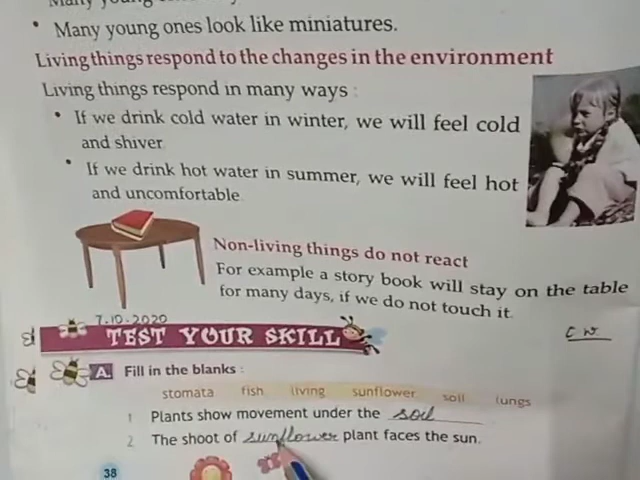 • Many young ones look like miniatures.
Living things respond to the changes in the environment
Living things respond in many ways :
• If we drink cold water in winter, we will feel cold
and shiver.
• If we drink hot water in summer, we will feel hot
and uncomfortable.
Non-living things do not react
For example a story book will stay on the table
for many days, if we do not touch it.
7-10-2020
TEST YOUR SKILL
C W
A. Fill in the blanks :
stomata fish living sunflower soil lungs
1 Plants show movement under the soil
2 The shoot of sunflower plant faces the sun.
38